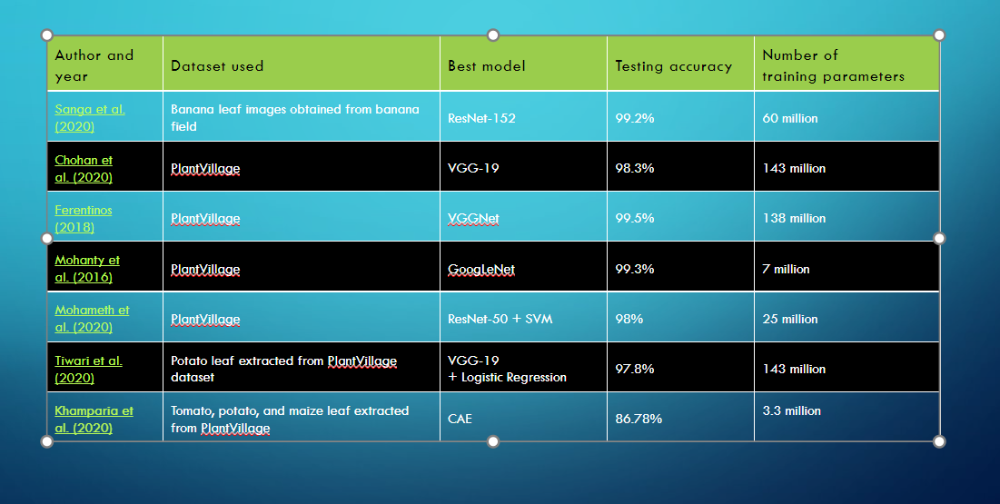 Author and
year
Dataset used
Best model
Testing accuracy
Number of
training parameters
Sanga et al.
(2020)
Banana leaf images obtained from banana
field
ResNet-152
99.2%
60 million
Chohan et
al. (2020)
PlantVillage
VGG-19
98.3%
143 million
Ferentinos
(2018)
PlantVillage
VGGNet
99.5%
138 million
Mohanty et
al. (2016)
PlantVillage
GoogLeNet
99.3%
7 million
Mohameth et
al. (2020)
PlantVillage
ResNet-50 + SVM
98%
25 million
Tiwari et al.
(2020)
Potato leaf extracted from PlantVillage
dataset
VGG-19
+ Logistic Regression
97.8%
143 million
Khamparia et
al. (2020)
Tomato, potato, and maize leaf extracted
from PlantVillage
CAE
86.78%
3.3 million